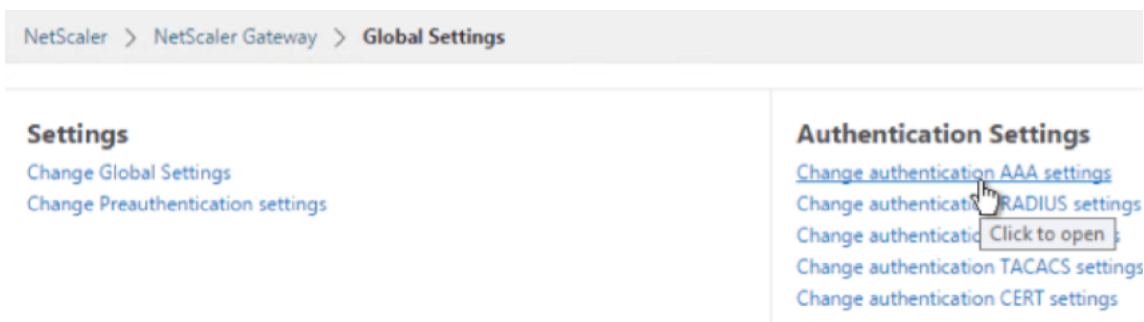 NetScaler > NetScaler Gateway > Global Settings
Settings
Change Global Settings
Change Preauthentication settings
Authentication Settings
Change authentication AAA settings
Change authenticati RADIUS settings
Change authenticatio
Click to open
Change authentication TACACS settings
Change authentication CERT settings